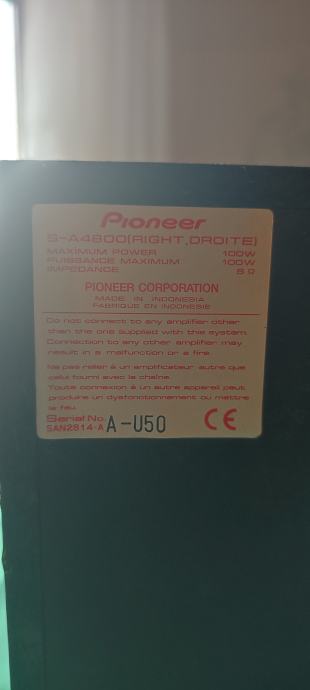 Pioneer
S-A4800(RIGHT,DROITE)
MAXIMUM POWER 100W
PUISSANCE MAXIMUM 100W
IMPEDANCE 8 Ω
PIONEER CORPORATION
MADE IN INDONESIA
FABRIQUE EN INDONESIE
Do not connect to any amplifier other
than the one supplied with this system.
Connection to any other amplifier may
result in a malfunction or a fire.
Ne pas relier à un amplificateur autre que
celui fourni avec la chaîne.
Toute connexion à un autre appareil peut
produire un dysfonctionnement ou mettre
le feu.
Serial No. A-U50 CE
SAN2814-A